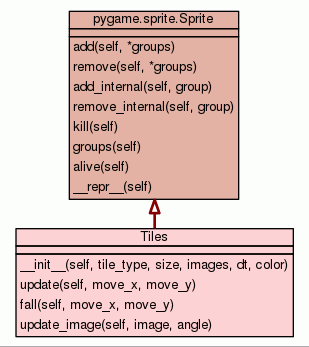 pygame.sprite.Sprite
add(self, *groups)
remove(self, *groups)
add_internal(self, group)
remove_internal(self, group)
kill(self)
groups(self)
alive(self)
__repr__(self)
Tiles
__init__(self, tile_type, size, images, dt, color)
update(self, move_x, move_y)
fall(self, move_x, move_y)
update_image(self, image, angle)